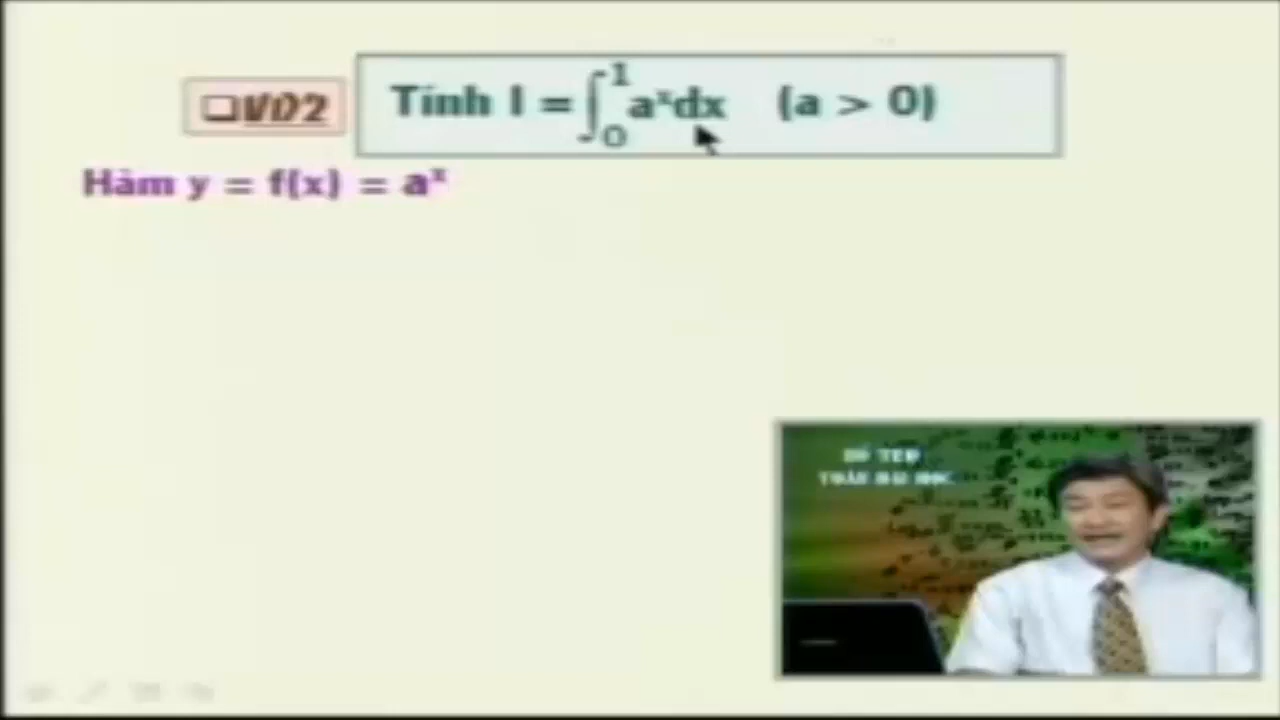 ❑VD2
Tính I = ∫₀¹ aˣdx (a > 0)
Hàm y = f(x) = aˣ